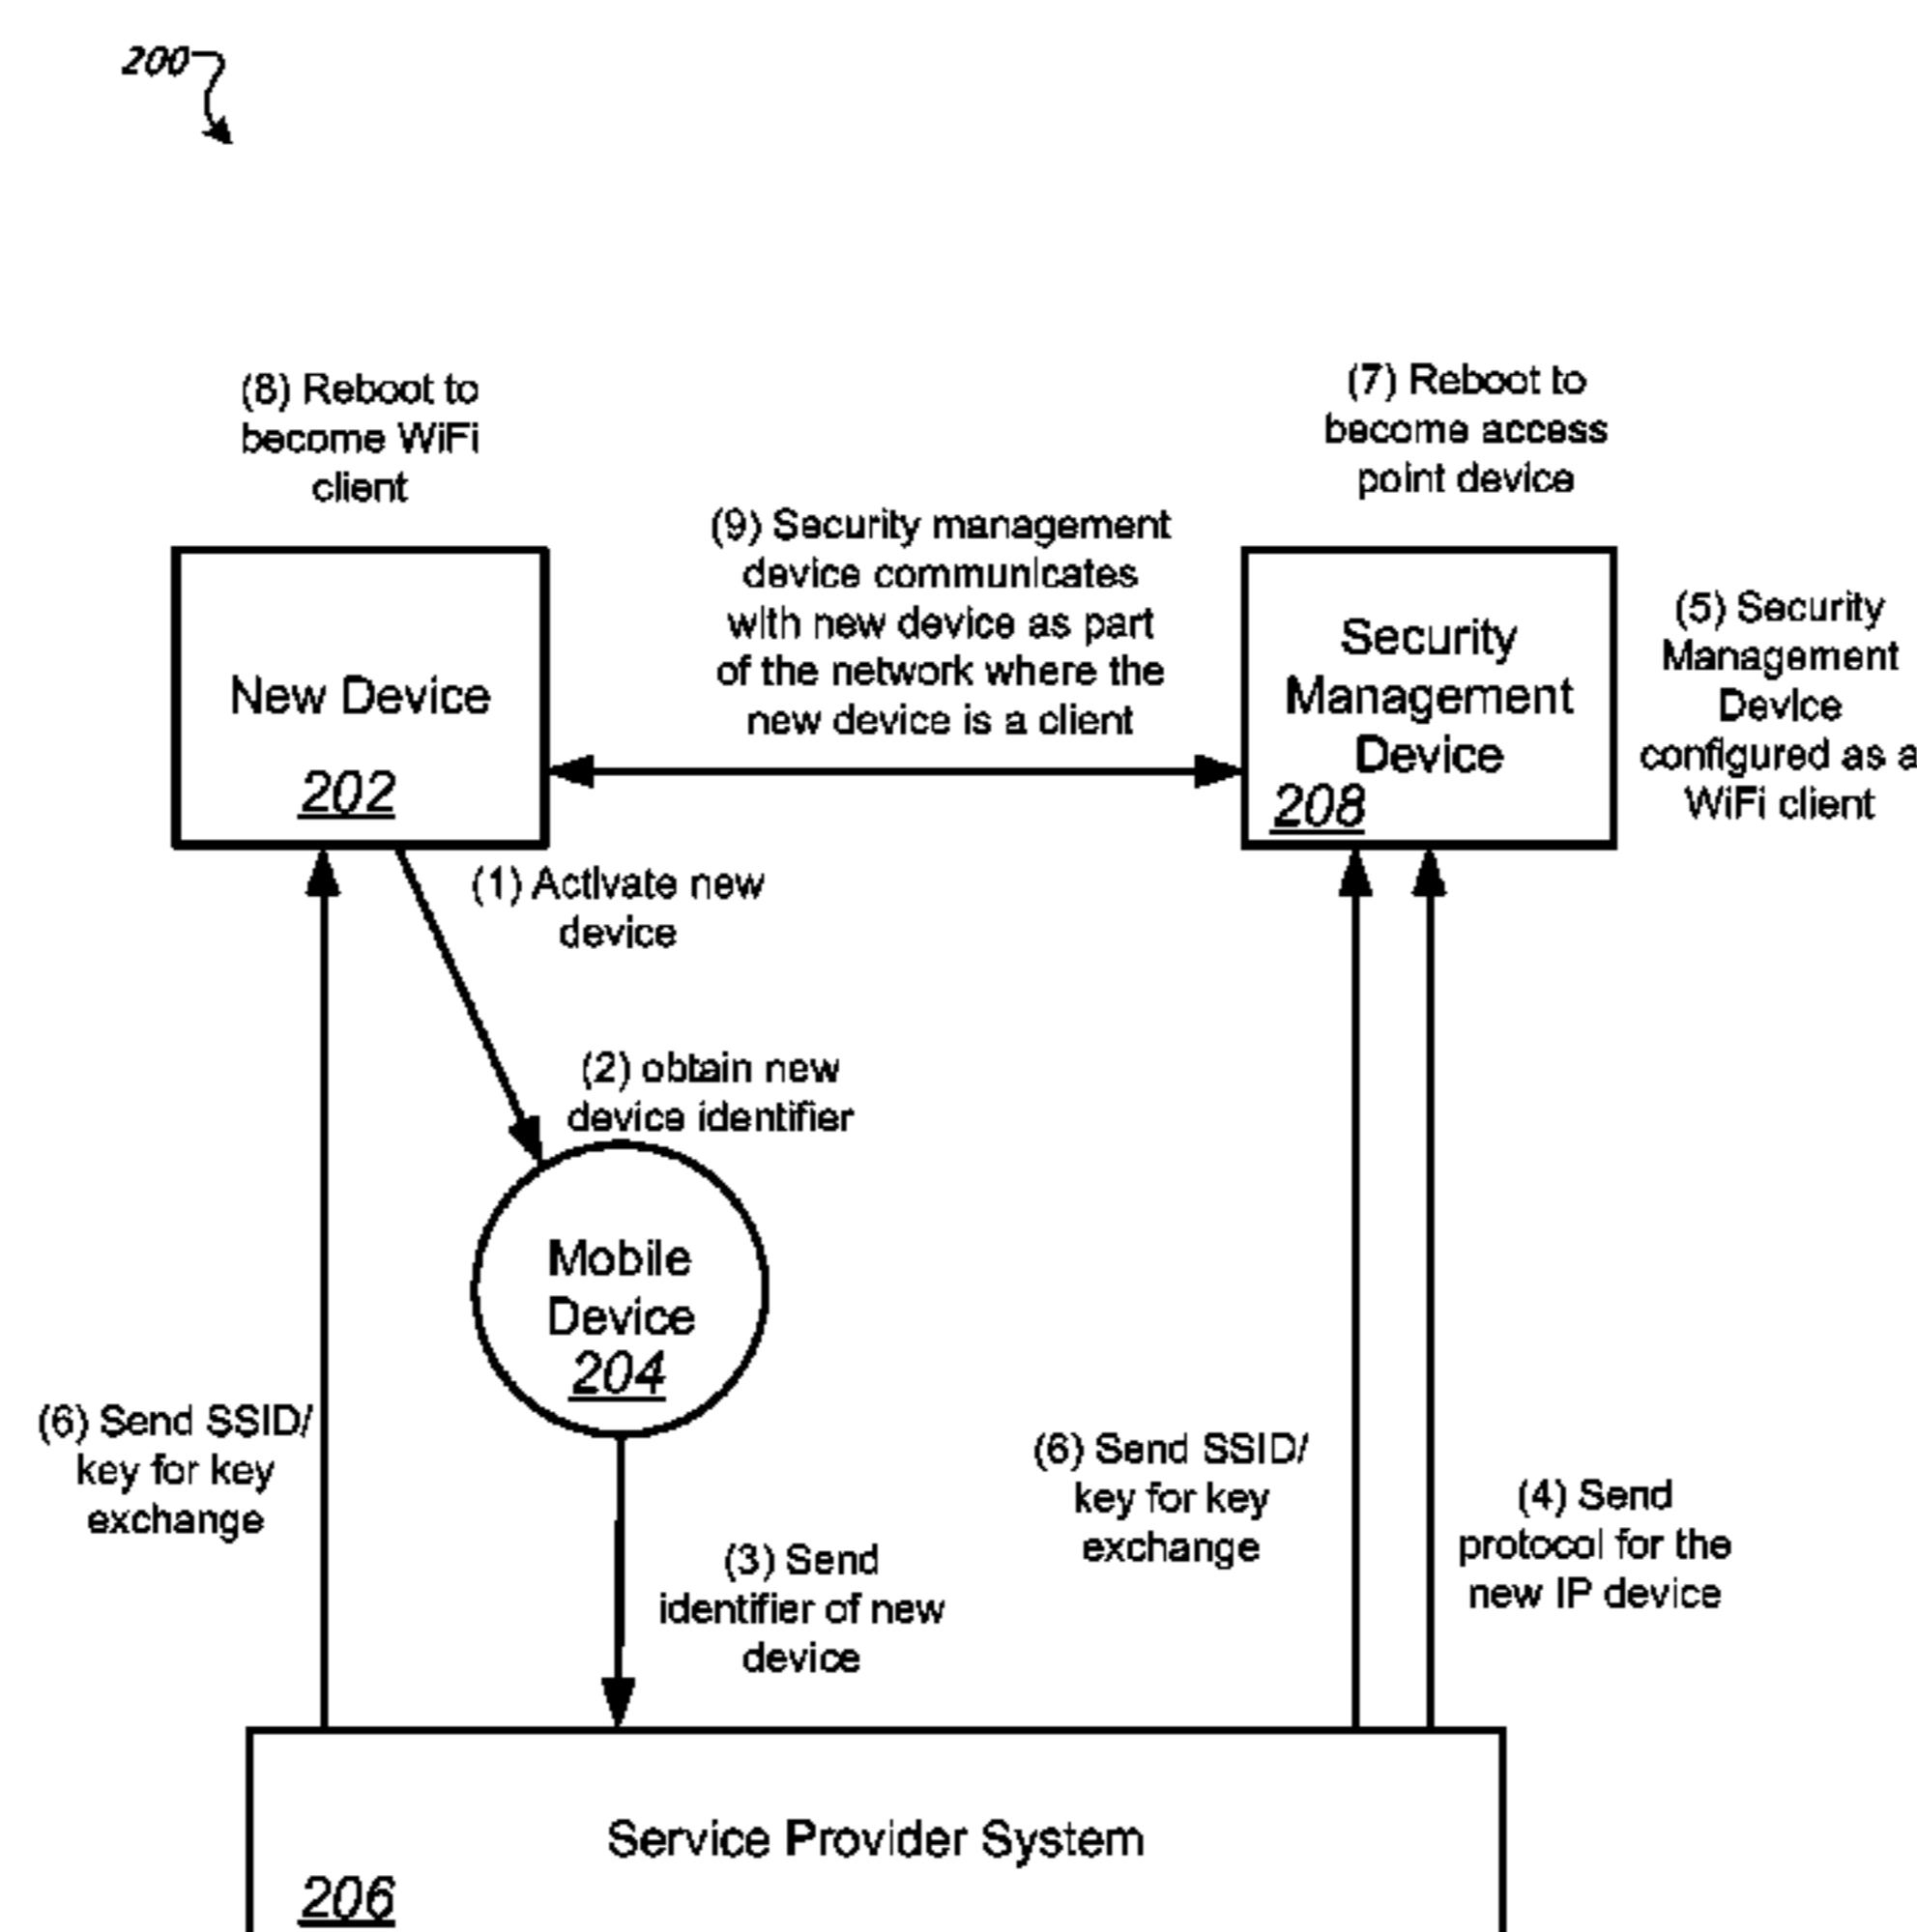 200
(8) Reboot to
become WiFi
client
(7) Reboot to
become access
point device
(9) Security management
device communicates
with new device as part
of the network where the
new device is a client
New Device
202
Security
Management
Device
208
(5) Security
Management
Device
configured as a
WiFi client
(1) Activate new
device
(2) obtain new
device identifier
Mobile
Device
204
(6) Send SSID/
key for key
exchange
(3) Send
identifier of new
device
(6) Send SSID/
key for key
exchange
(4) Send
protocol for the
new IP device
Service Provider System
206